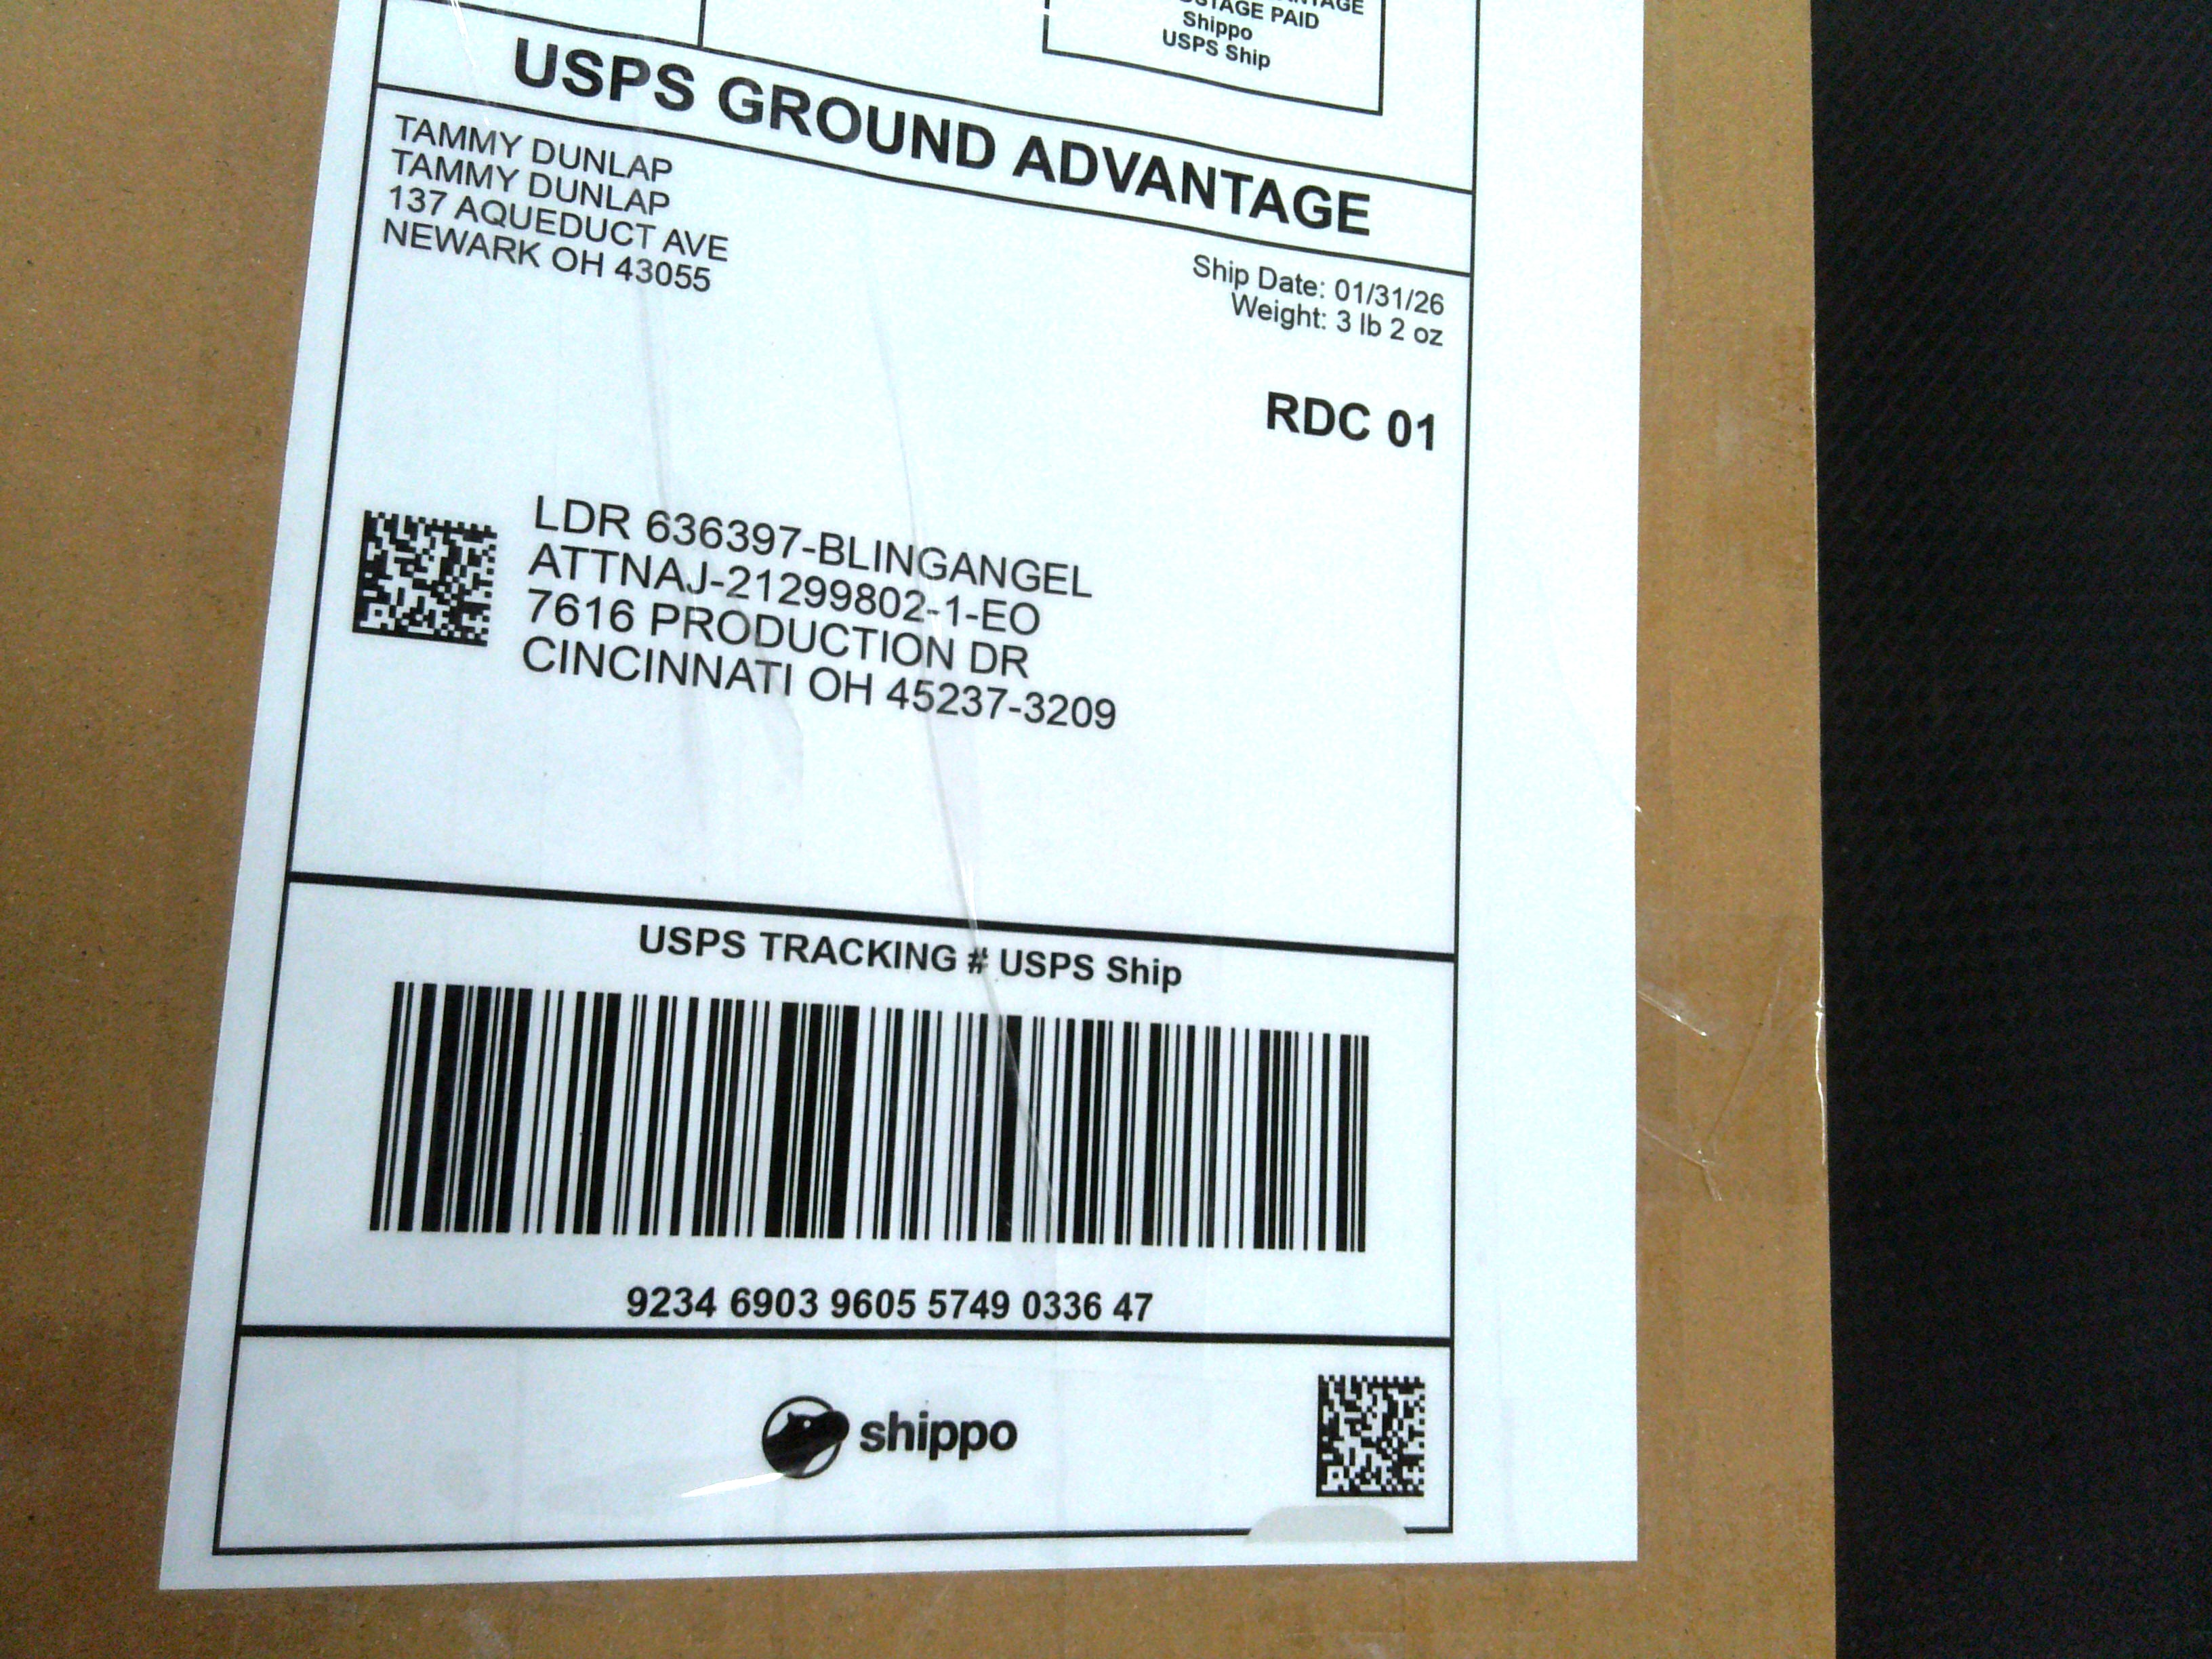 POSTAGE PAID
Shippo
USPS Ship
USPS GROUND ADVANTAGE
TAMMY DUNLAP
TAMMY DUNLAP
137 AQUEDUCT AVE
NEWARK OH 43055
Ship Date: 01/31/26
Weight: 3 lb 2 oz
RDC 01
LDR 636397-BLINGANGEL
ATTNAJ-21299802-1-EO
7616 PRODUCTION DR
CINCINNATI OH 45237-3209
USPS TRACKING # USPS Ship
9234 6903 9605 5749 0336 47
shippo